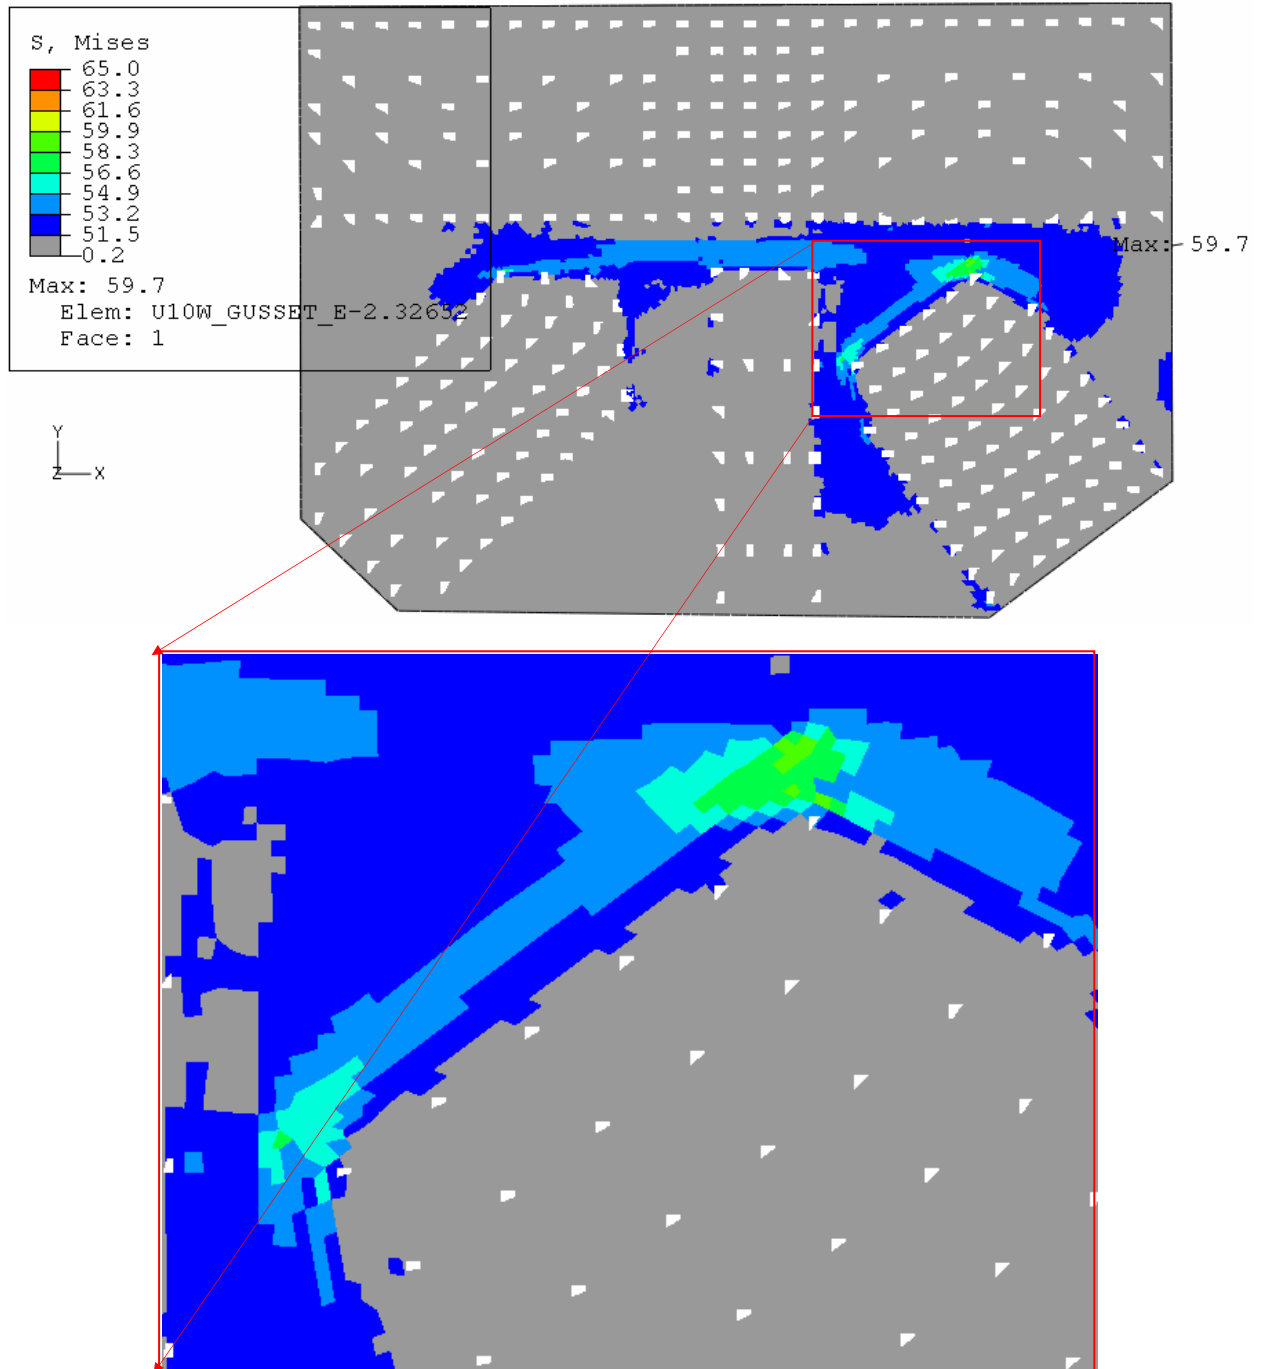 S, Mises
65.0
63.3
61.6
59.9
58.3
56.6
54.9
53.2
51.5
0.2
Max: 59.7
Elem: U10W_GUSSET_E-2.32652
Face: 1
Max: 59.7
Y
Z X